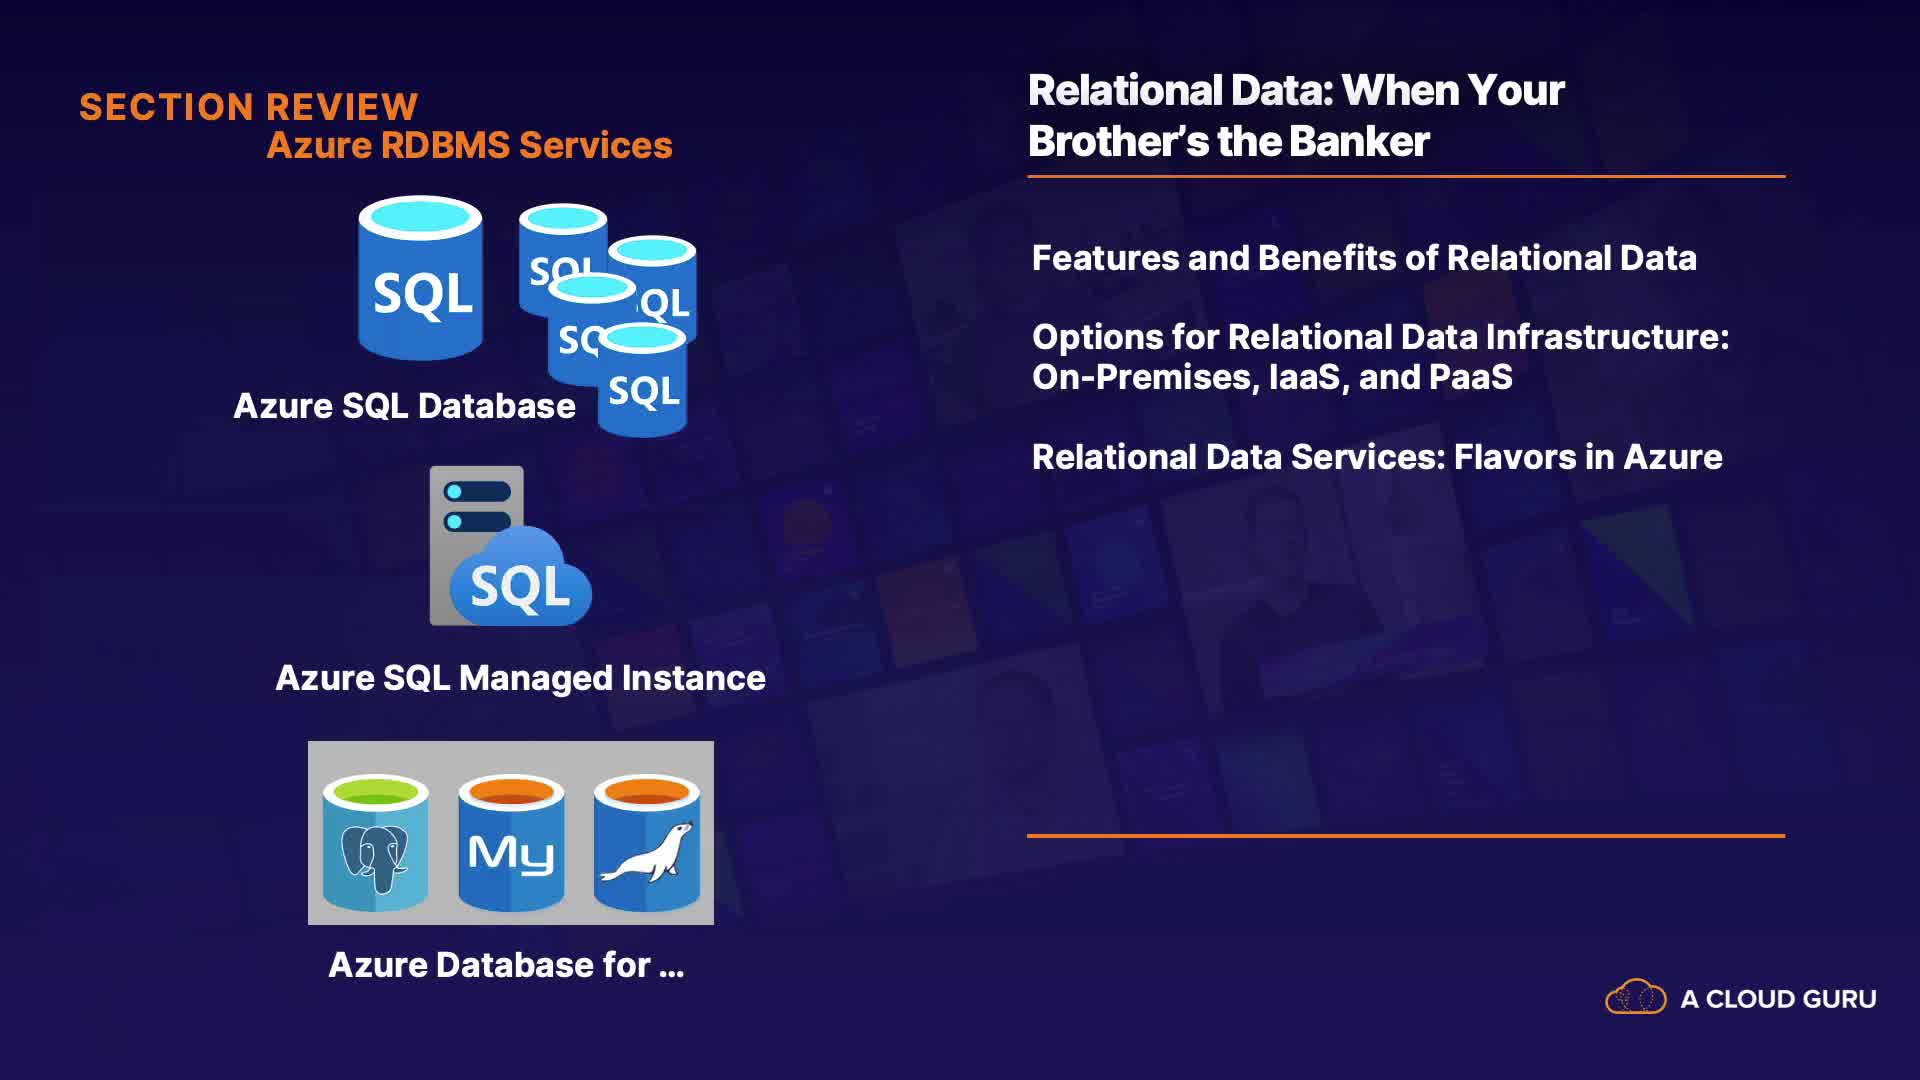 SECTION REVIEW
Azure RDBMS Services
SQL
SQL
QL
SQ
SQL
Azure SQL Database
SQL
Azure SQL Managed Instance
My
Azure Database for ...
Relational Data: When Your
Brother’s the Banker
Features and Benefits of Relational Data
Options for Relational Data Infrastructure:
On-Premises, IaaS, and PaaS
Relational Data Services: Flavors in Azure
A CLOUD GURU